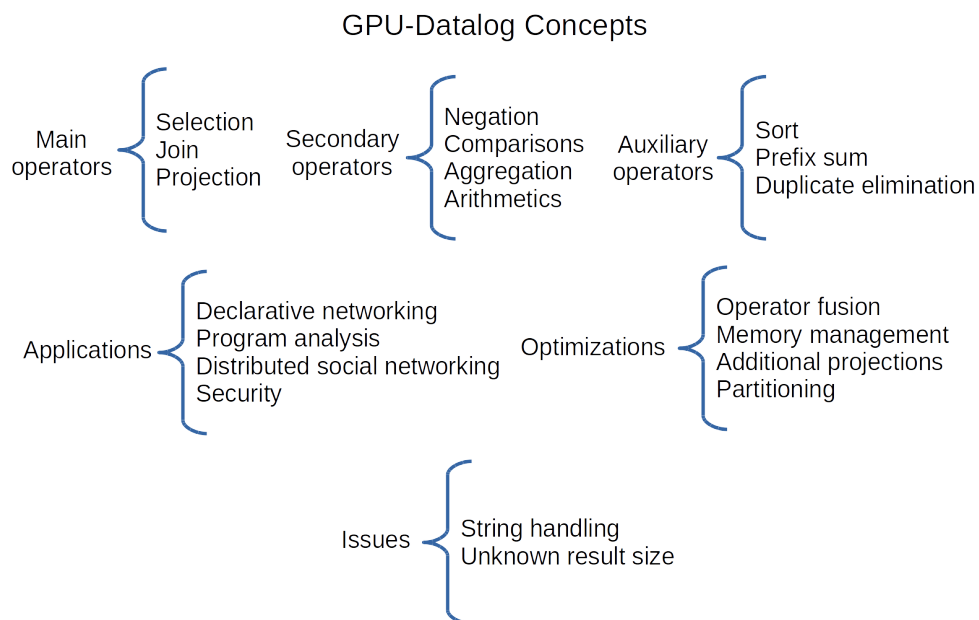 GPU-Datalog Concepts
Main
operators
Selection
Join
Projection
Secondary
operators
Negation
Comparisons
Aggregation
Arithmetics
Auxiliary
operators
Sort
Prefix sum
Duplicate elimination
Applications
Declarative networking
Program analysis
Distributed social networking
Security
Optimizations
Operator fusion
Memory management
Additional projections
Partitioning
Issues
String handling
Unknown result size